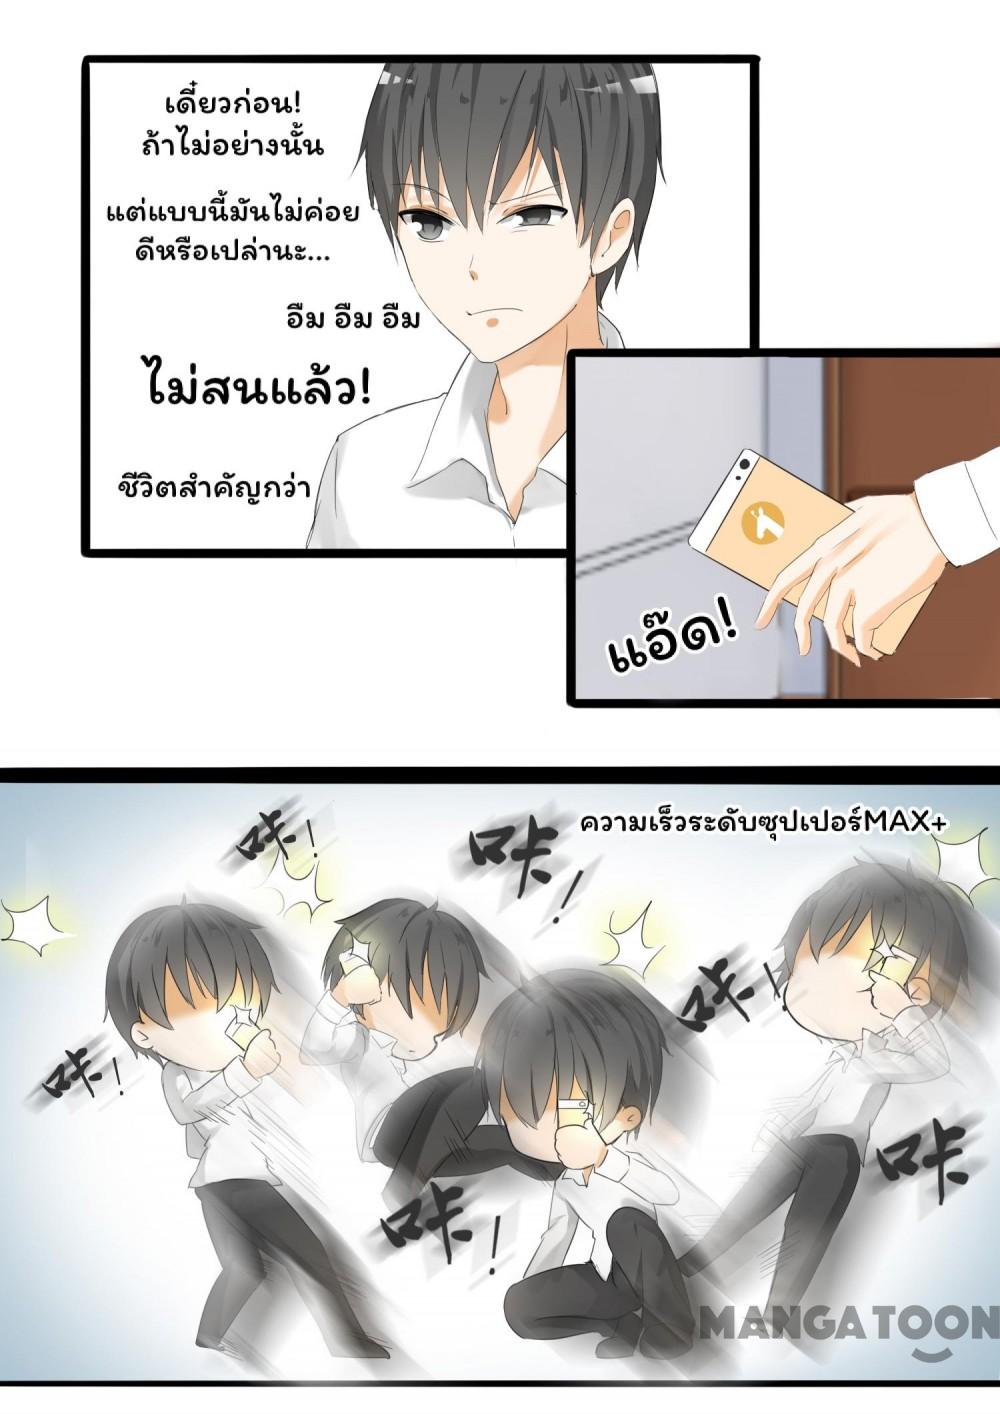 เดี๋ยวก่อน!
ถ้าไม่อย่างนั้น
แต่แบบนี้มันไม่ค่อย
ดีหรือเปล่านะ...
อืม อืม อืม
ไม่สนแล้ว!
ชีวิตสำคัญกว่า
แอ๊ด!
ความเร็วระดับซุปเปอร์MAX+
咔!
咔!
咔!
咔!
咔!
咔!
MANGATOON